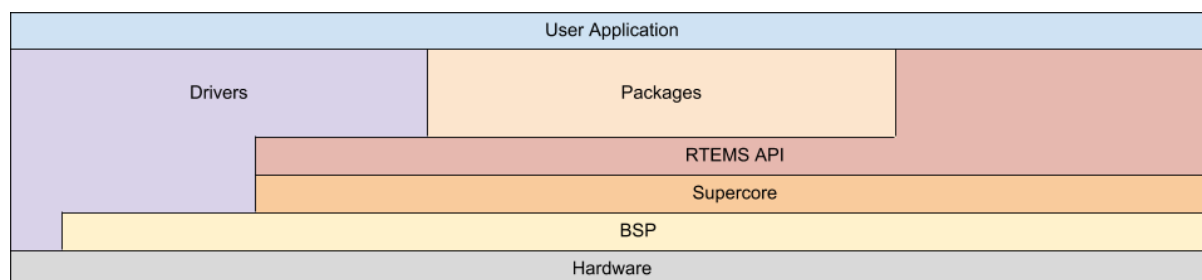 User Application
Drivers
Packages
RTEMS API
Supercore
BSP
Hardware